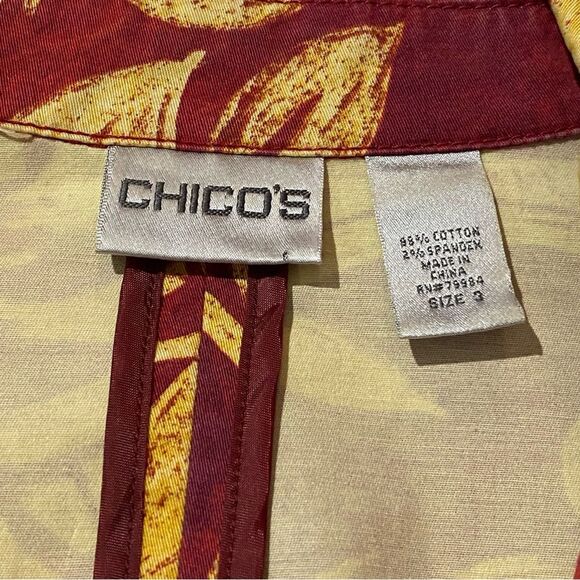 CHICO'S
98% COTTON
2% SPANDEX
MADE IN
CHINA
RN#79984
SIZE 3